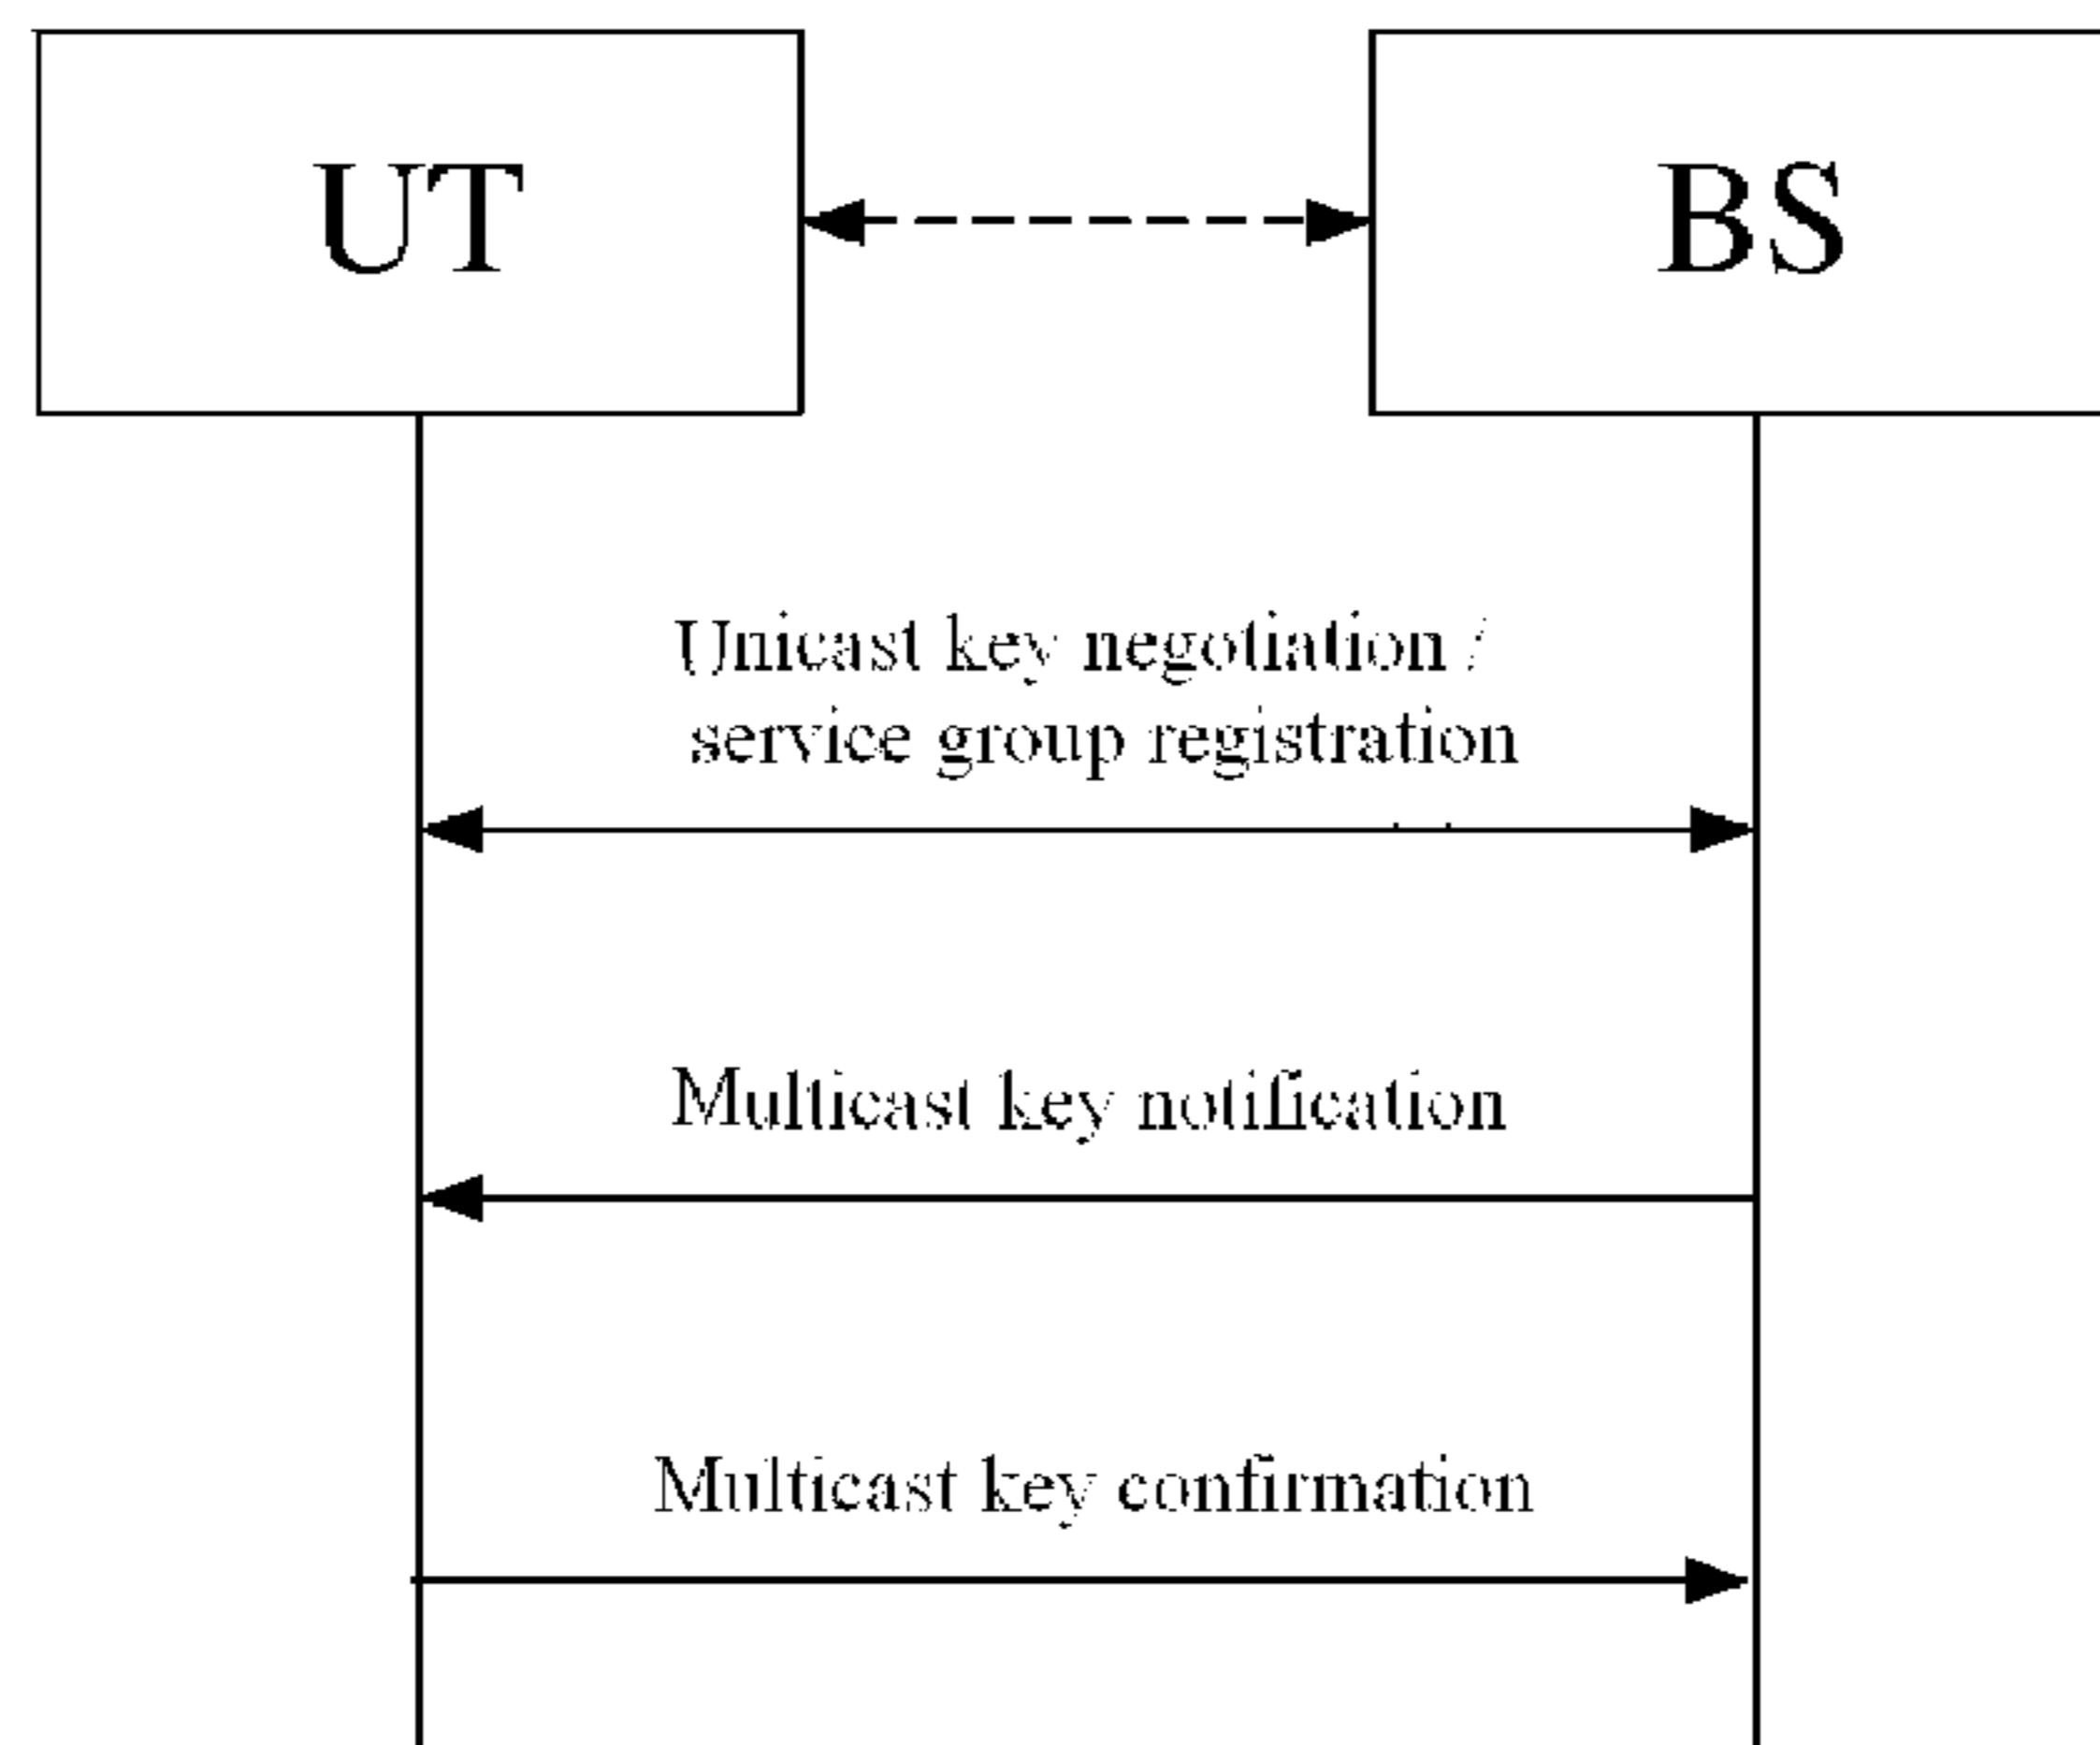 UT
BS
Unicast key negotiation /
service group registration
Multicast key notification
Multicast key confirmation